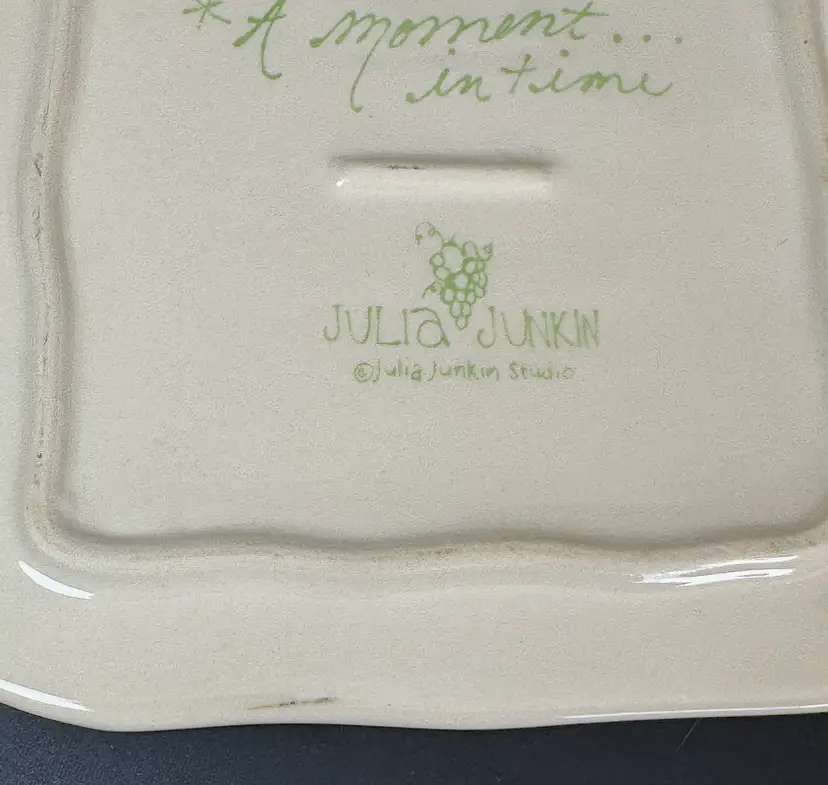 *A moment...
in time
JULIA JUNKIN
©Julia Junkin Studio